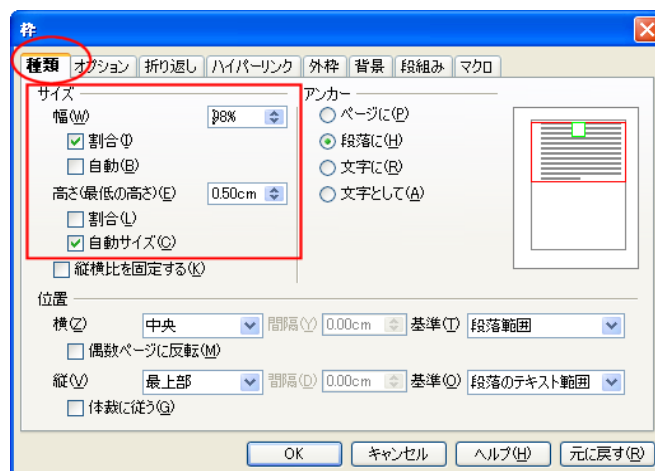 枠
種類 オプション 折り返し ハイパーリンク 外枠 背景 段組み マクロ
サイズ
幅(W) 98%
割合(I)
自動(B)
高さ(最低の高さ)(E) 0.50cm
割合(L)
自動サイズ(C)
縦横比を固定する(K)
アンカー
ページに(P)
段落に(H)
文字に(R)
文字として(A)
位置
横(Z) 中央 間隔(Y) 0.00cm 基準(T) 段落範囲
偶数ページに反転(M)
縦(V) 最上部 間隔(D) 0.00cm 基準(O) 段落のテキスト範囲
体裁に従う(G)
OK キャンセル ヘルプ(H) 元に戻す(R)